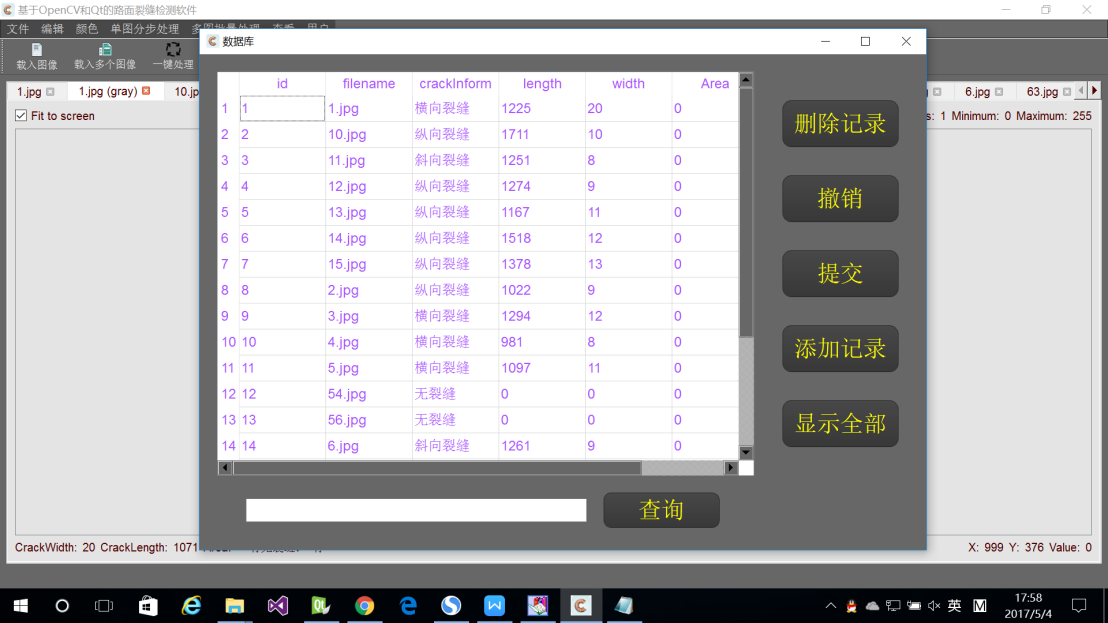 基于OpenCV和Qt的路面裂缝检测软件
文件 编辑 颜色 单图分步处理
载入图像 载入多个图像 一键处理
数据库
1.jpg 1.jpg (gray) 10.jp 6.jpg 63.jpg
Fit to screen
s: 1 Minimum: 0 Maximum: 255
id filename crackInform length width Area
1 1 1.jpg 横向裂缝 1225 20 0
2 2 10.jpg 纵向裂缝 1711 10 0
3 3 11.jpg 斜向裂缝 1251 8 0
4 4 12.jpg 纵向裂缝 1274 9 0
5 5 13.jpg 纵向裂缝 1167 11 0
6 6 14.jpg 纵向裂缝 1518 12 0
7 7 15.jpg 纵向裂缝 1378 13 0
8 8 2.jpg 纵向裂缝 1022 9 0
9 9 3.jpg 横向裂缝 1294 12 0
10 10 4.jpg 横向裂缝 981 8 0
11 11 5.jpg 横向裂缝 1097 11 0
12 12 54.jpg 无裂缝 0 0 0
13 13 56.jpg 无裂缝 0 0 0
14 14 6.jpg 斜向裂缝 1261 9 0
删除记录
撤销
提交
添加记录
显示全部
查询
CrackWidth: 20 CrackLength: 1071
X: 999 Y: 376 Value: 0
英
17:58
2017/5/4